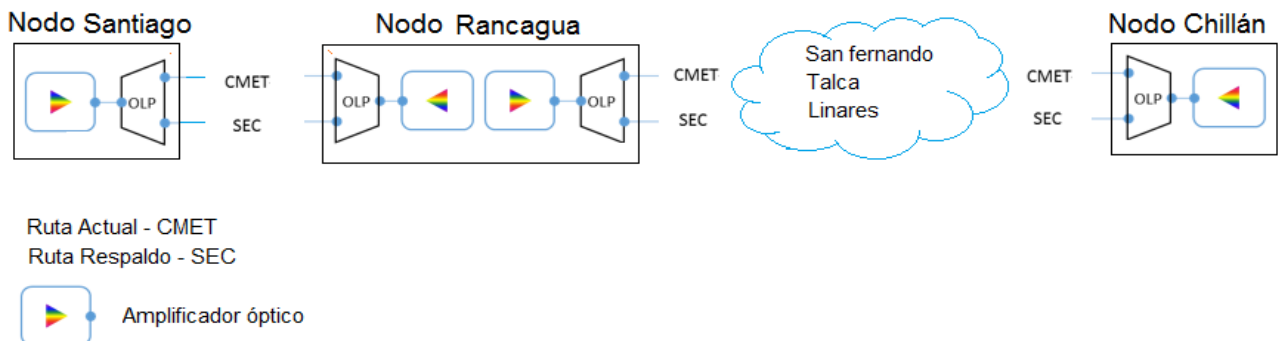 Nodo Santiago
Nodo Rancagua
Nodo Chillán
OLP
CMET
SEC
OLP
OLP
CMET
SEC
San fernando
Talca
Linares
CMET
SEC
OLP
Ruta Actual - CMET
Ruta Respaldo - SEC
Amplificador óptico